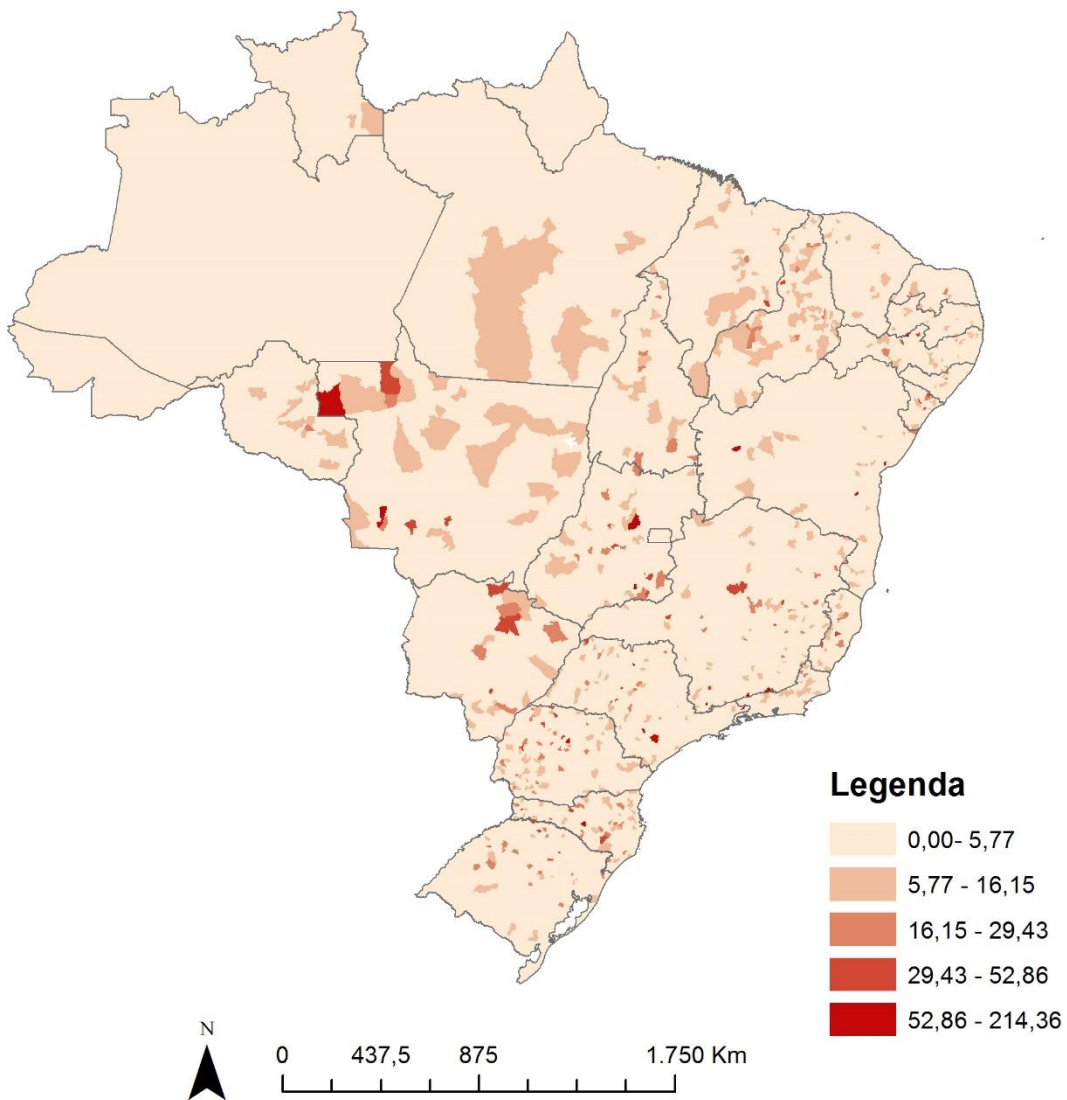 Legenda
0,00- 5,77
5,77 - 16,15
16,15 - 29,43
29,43 - 52,86
52,86 - 214,36
N
0 437,5 875 1.750 Km